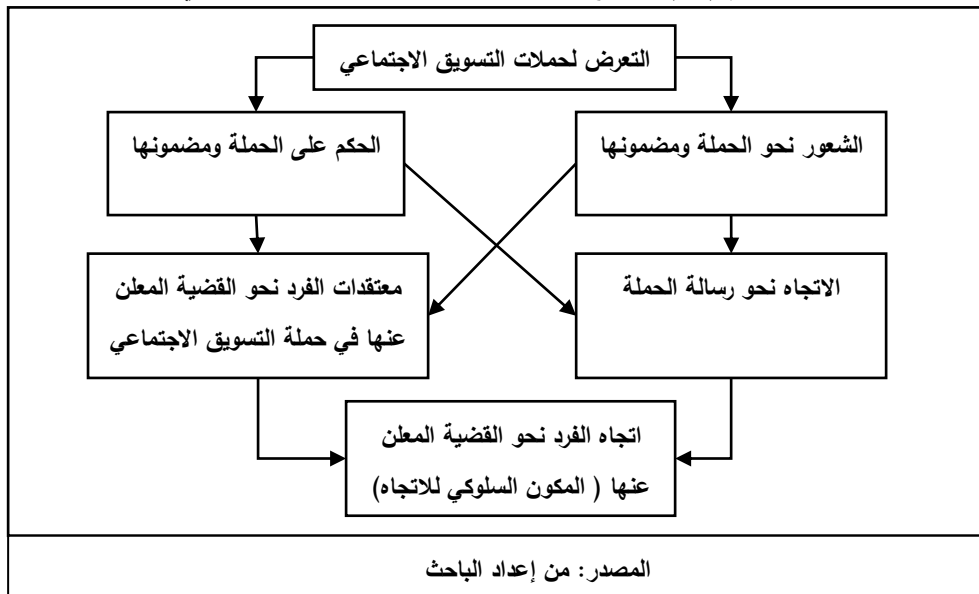 التعرض لحملات التسويق الاجتماعي
الشعور نحو الحملة ومضمونها
الحكم على الحملة ومضمونها
الاتجاه نحو رسالة الحملة
معتقدات الفرد نحو القضية المعلن
عنها في حملة التسويق الاجتماعي
اتجاه الفرد نحو القضية المعلن
عنها ( المكون السلوكي للاتجاه)
المصدر: من إعداد الباحث